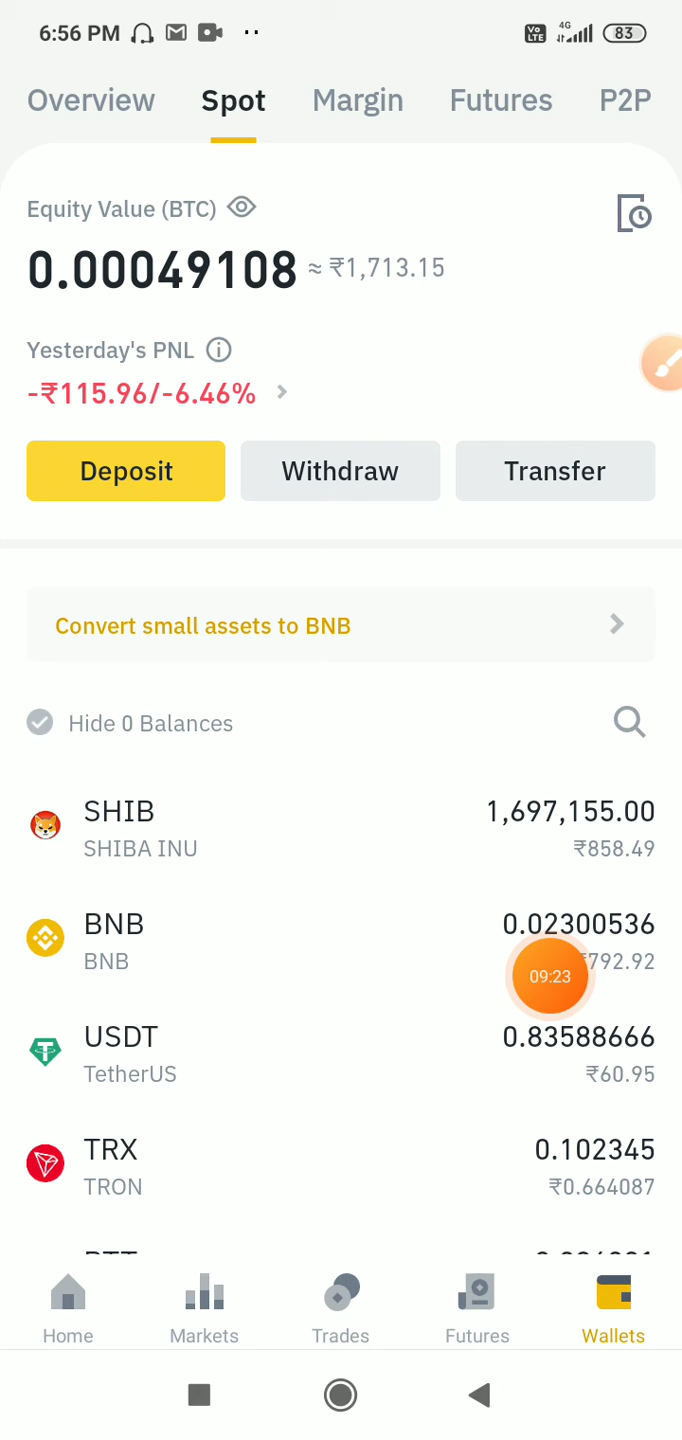 6:56 PM
Vo LTE 4G 83
Overview Spot Margin Futures P2P
Equity Value (BTC)
0.00049108 ≈ ₹1,713.15
Yesterday's PNL
-₹115.96/-6.46%
Deposit Withdraw Transfer
Convert small assets to BNB
Hide 0 Balances
SHIB 1,697,155.00
SHIBA INU ₹858.49
BNB 0.02300536
BNB ₹792.92
09:23
USDT 0.83588666
TetherUS ₹60.95
TRX 0.102345
TRON ₹0.664087
Home Markets Trades Futures Wallets